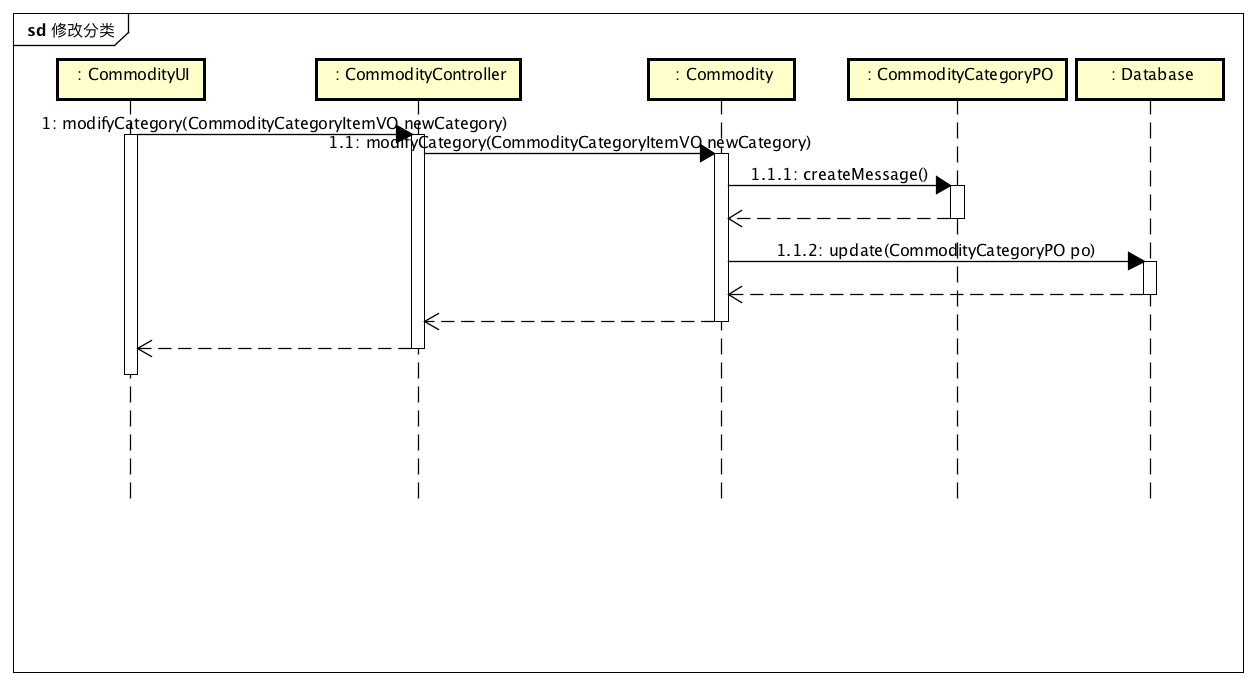 sd 修改分类
: CommodityUI
: CommodityController
: Commodity
: CommodityCategoryPO
: Database
1: modifyCategory(CommodityCategoryItemVO newCategory)
1.1: modifyCategory(CommodityCategoryItemVO newCategory)
1.1.1: createMessage()
1.1.2: update(CommodityCategoryPO po)